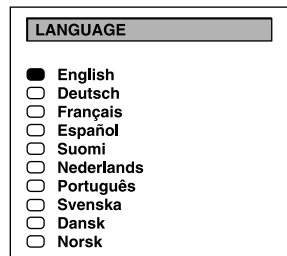 LANGUAGE
English
Deutsch
Français
Español
Suomi
Nederlands
Português
Svenska
Dansk
Norsk